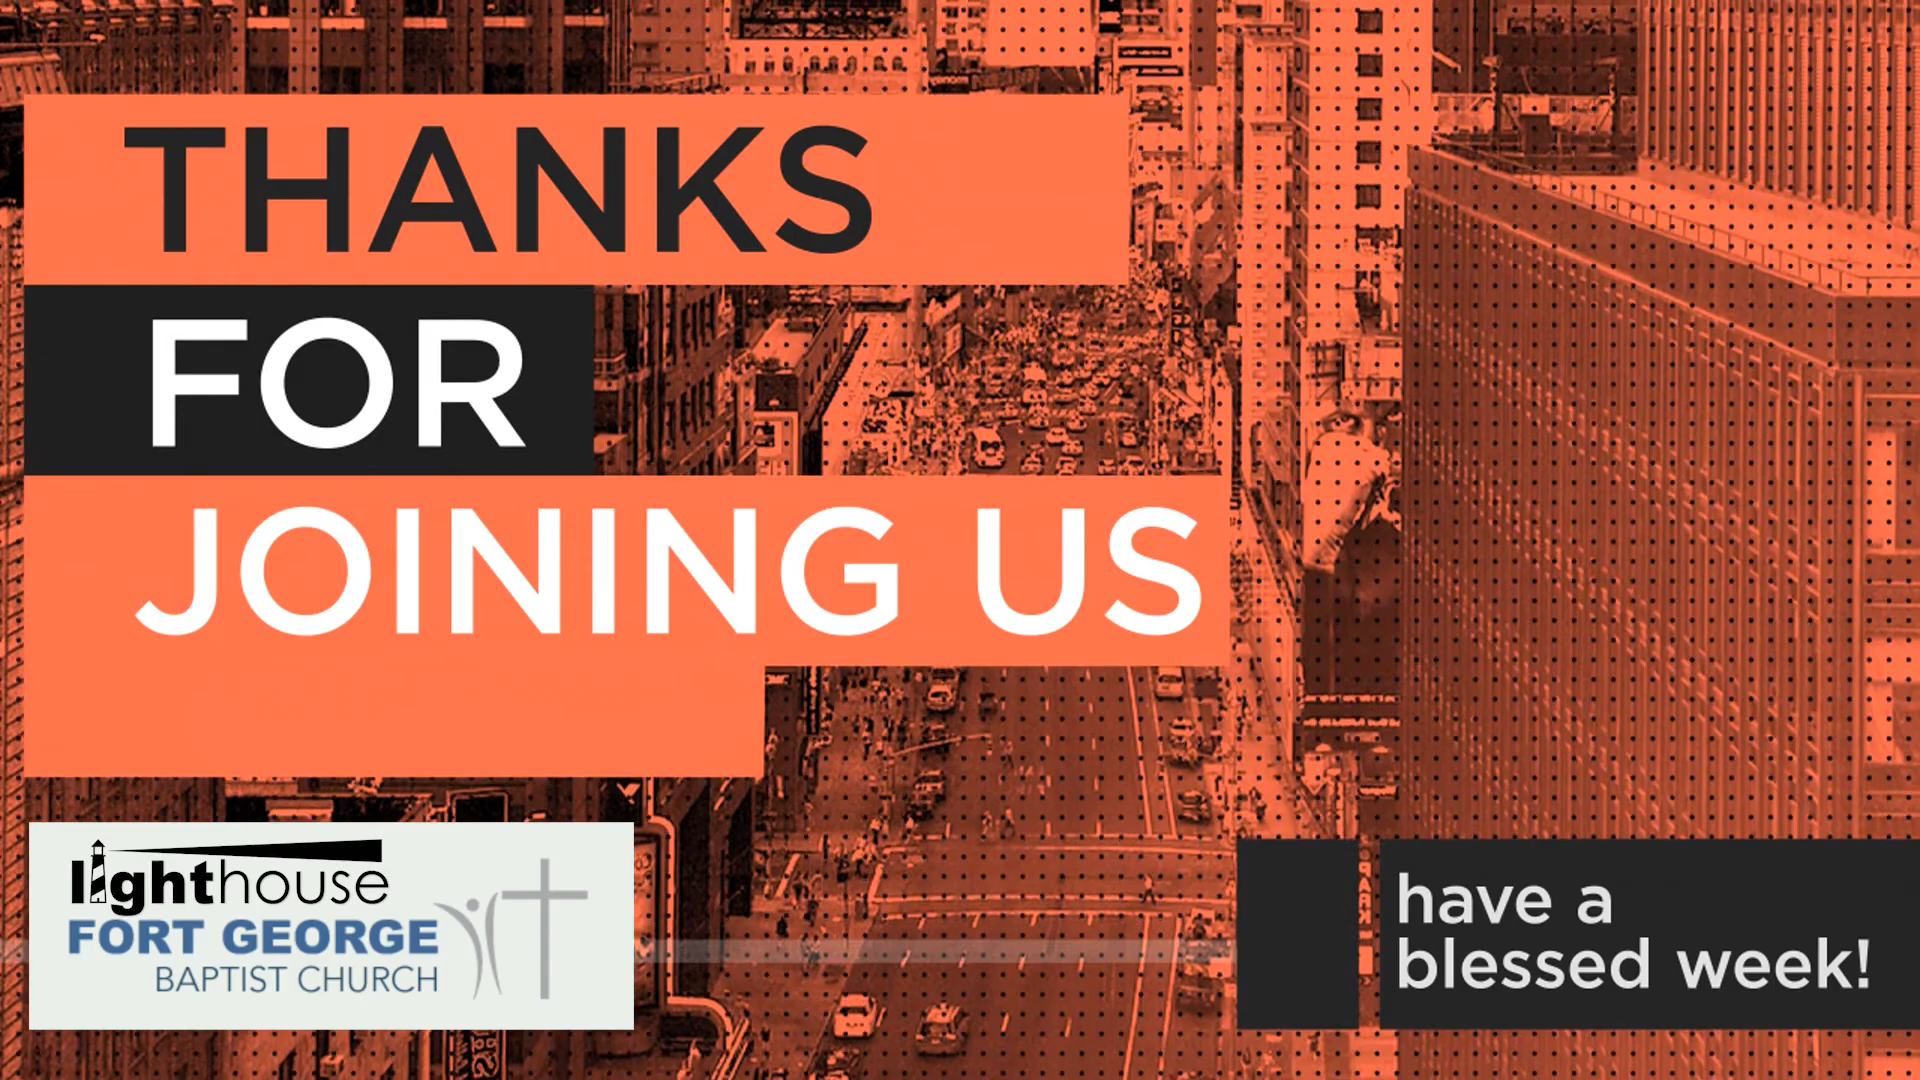 THANKS
FOR
JOINING US
lighthouse
FORT GEORGE
BAPTIST CHURCH
have a
blessed week!